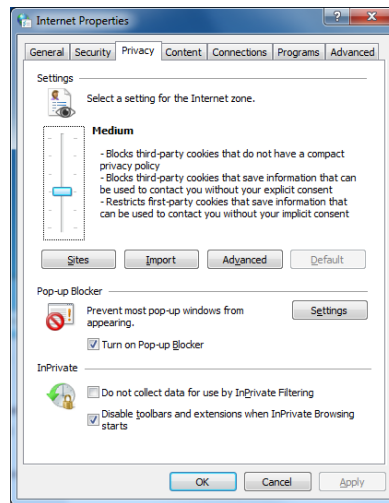 Internet Properties
General Security Privacy Content Connections Programs Advanced
Settings
Select a setting for the Internet zone.
Medium
- Blocks third-party cookies that do not have a compact
privacy policy
- Blocks third-party cookies that save information that can
be used to contact you without your explicit consent
- Restricts first-party cookies that save information that
can be used to contact you without your implicit consent
Sites Import Advanced Default
Pop-up Blocker
Prevent most pop-up windows from
appearing.
Settings
Turn on Pop-up Blocker
InPrivate
Do not collect data for use by InPrivate Filtering
Disable toolbars and extensions when InPrivate Browsing
starts
OK Cancel Apply